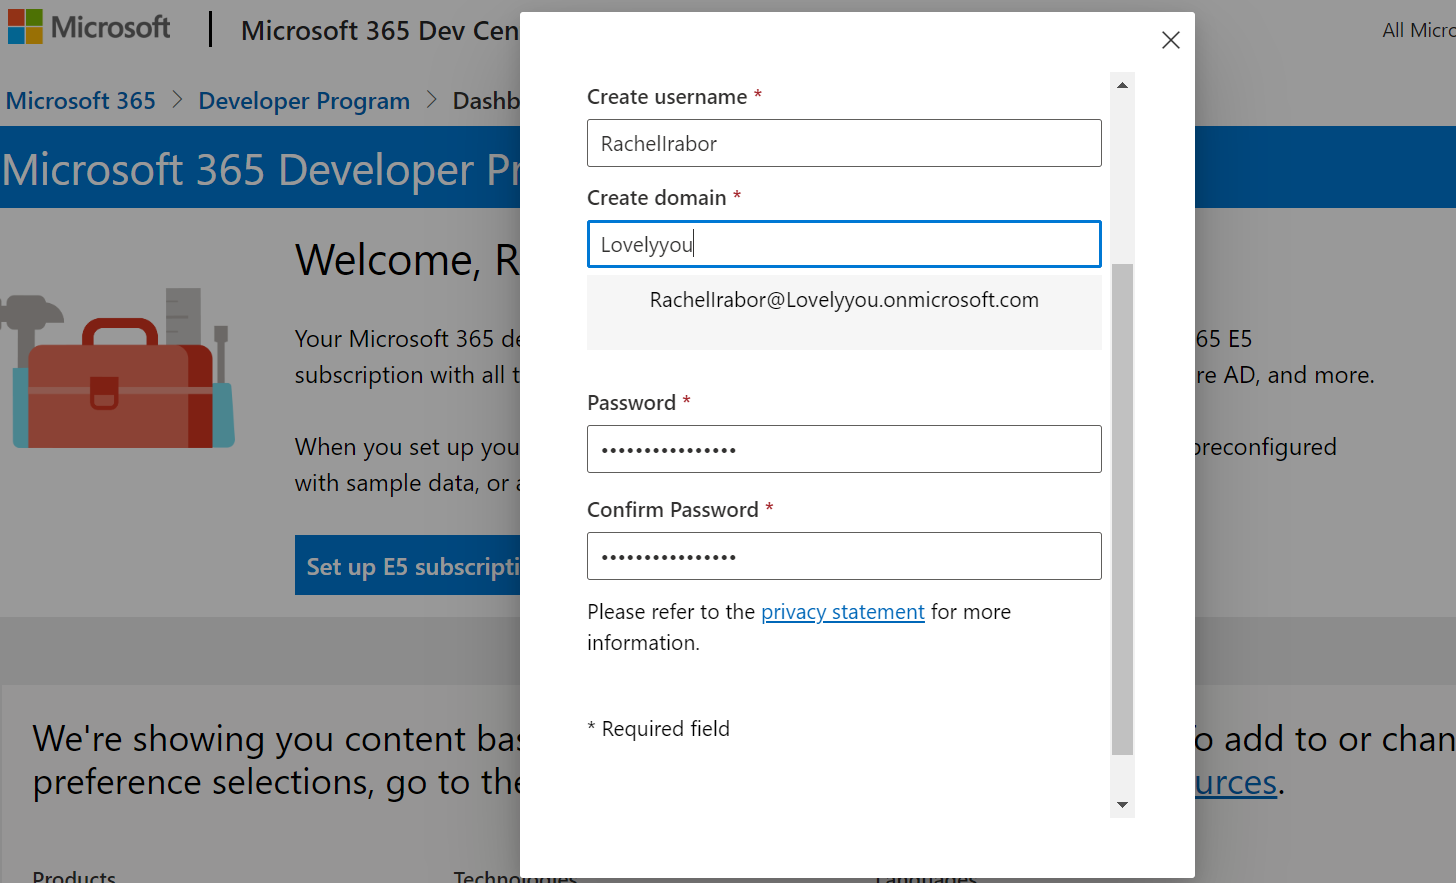 Microsoft
Microsoft 365 Dev Cen
All Micro
Microsoft 365 > Developer Program > Dashb
Microsoft 365 Developer Pr
Welcome, R
Your Microsoft 365 de
65 E5
subscription with all t
re AD, and more.
When you set up you
preconfigured
with sample data, or a
Set up E5 subscripti
We're showing you content bas
o add to or chan
preference selections, go to the
urces.
Products
Technologies
Languages
Create username *
RachelIrabor
Create domain *
Lovelyyou
RachelIrabor@Lovelyyou.onmicrosoft.com
Password *
••••••••••••••••
Confirm Password *
••••••••••••••••
Please refer to the privacy statement for more
information.
* Required field